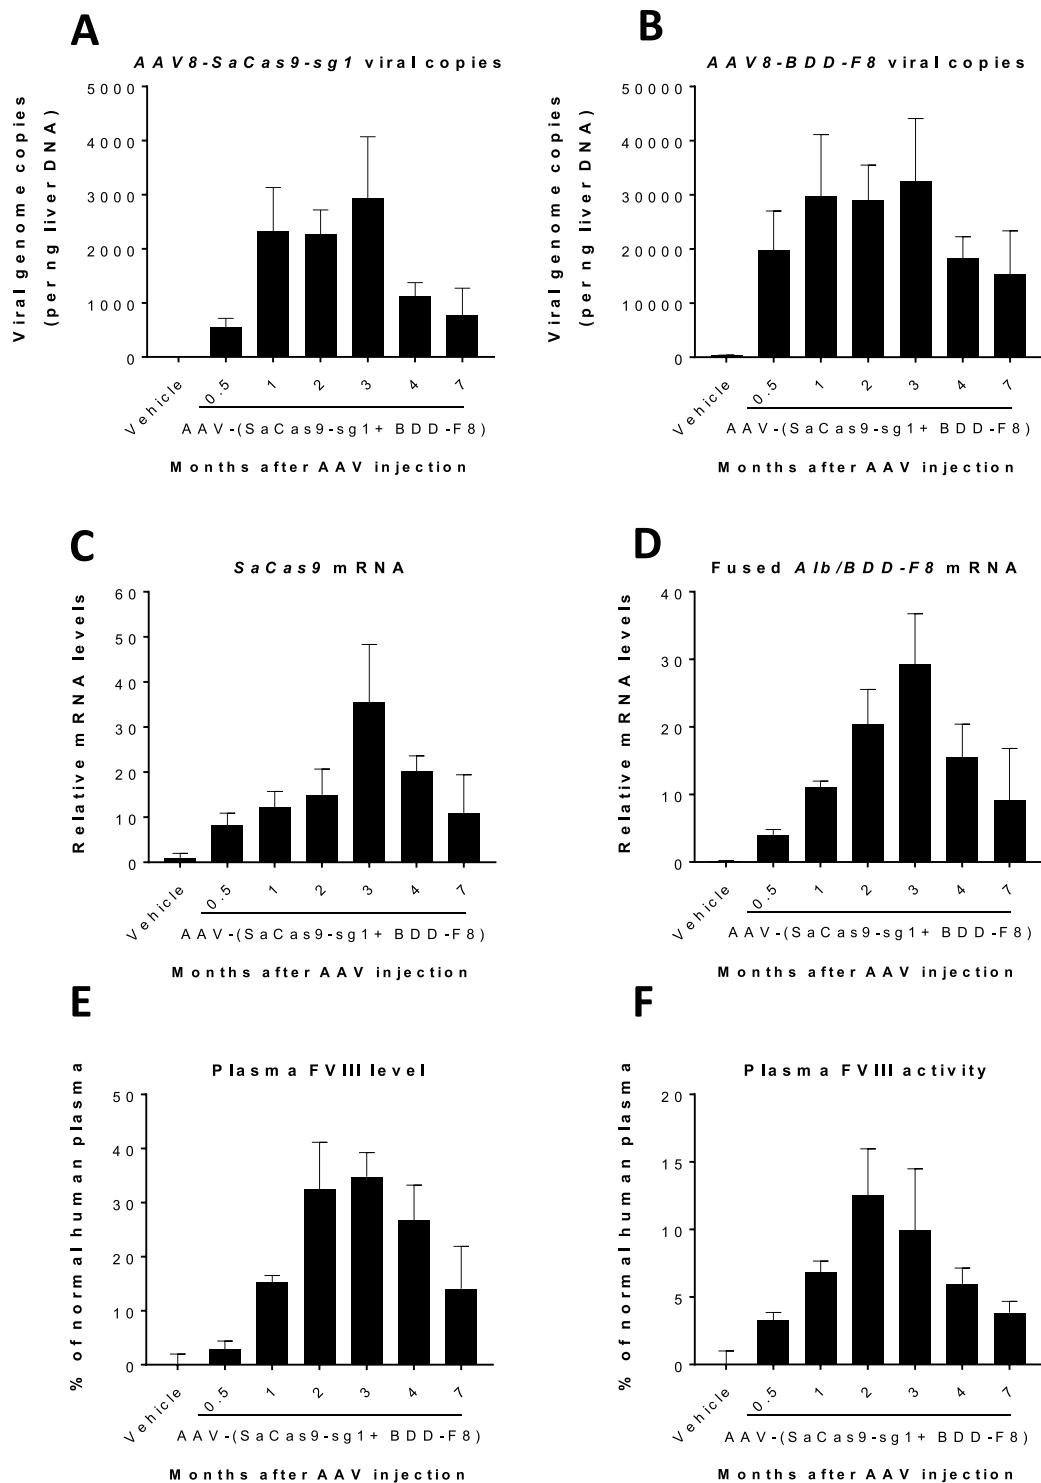 A
AAV8-SaCas9-sg1 viral copies
Viral genome copies
(per ng liver DNA)
5000
4000
3000
2000
1000
0
Vehicle
0.5
1
2
3
4
7
AAV-(SaCas9-sg1+ BDD-F8)
Months after AAV injection
B
AAV8-BDD-F8 viral copies
Viral genome copies
(per ng liver DNA)
50000
40000
30000
20000
10000
0
Vehicle
0.5
1
2
3
4
7
AAV-(SaCas9-sg1+ BDD-F8)
Months after AAV injection
C
SaCas9 mRNA
Relative mRNA levels
60
50
40
30
20
10
0
Vehicle
0.5
1
2
3
4
7
AAV-(SaCas9-sg1+ BDD-F8)
Months after AAV injection
D
Fused Alb/BDD-F8 mRNA
Relative mRNA levels
40
30
20
10
0
Vehicle
0.5
1
2
3
4
7
AAV-(SaCas9-sg1+ BDD-F8)
Months after AAV injection
E
Plasma FVIII level
% of normal human plasma
50
40
30
20
10
0
Vehicle
0.5
1
2
3
4
7
AAV-(SaCas9-sg1+ BDD-F8)
Months after AAV injection
F
Plasma FVIII activity
% of normal human plasma
20
15
10
5
0
Vehicle
0.5
1
2
3
4
7
AAV-(SaCas9-sg1+ BDD-F8)
Months after AAV injection